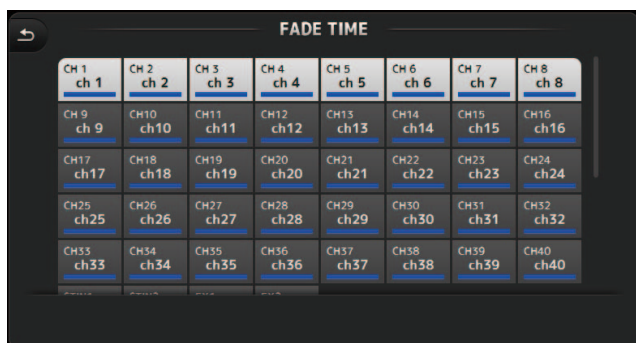 FADE TIME
CH 1 CH 2 CH 3 CH 4 CH 5 CH 6 CH 7 CH 8
ch 1 ch 2 ch 3 ch 4 ch 5 ch 6 ch 7 ch 8
CH 9 CH10 CH11 CH12 CH13 CH14 CH15 CH16
ch 9 ch10 ch11 ch12 ch13 ch14 ch15 ch16
CH17 CH18 CH19 CH20 CH21 CH22 CH23 CH24
ch17 ch18 ch19 ch20 ch21 ch22 ch23 ch24
CH25 CH26 CH27 CH28 CH29 CH30 CH31 CH32
ch25 ch26 ch27 ch28 ch29 ch30 ch31 ch32
CH33 CH34 CH35 CH36 CH37 CH38 CH39 CH40
ch33 ch34 ch35 ch36 ch37 ch38 ch39 ch40